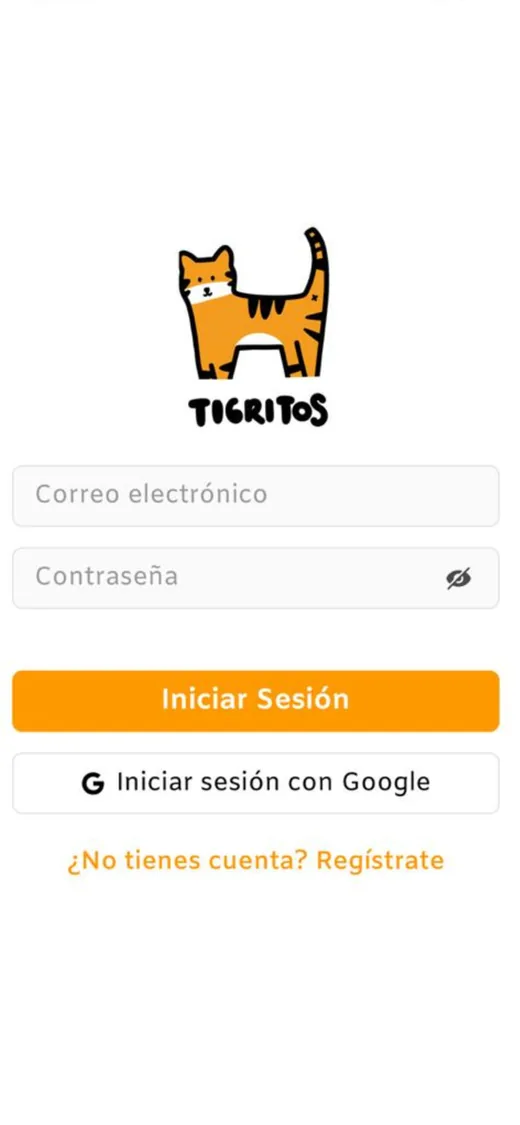 TIGRITOS
Correo electrónico
Contraseña
Iniciar Sesión
G Iniciar sesión con Google
¿No tienes cuenta? Regístrate